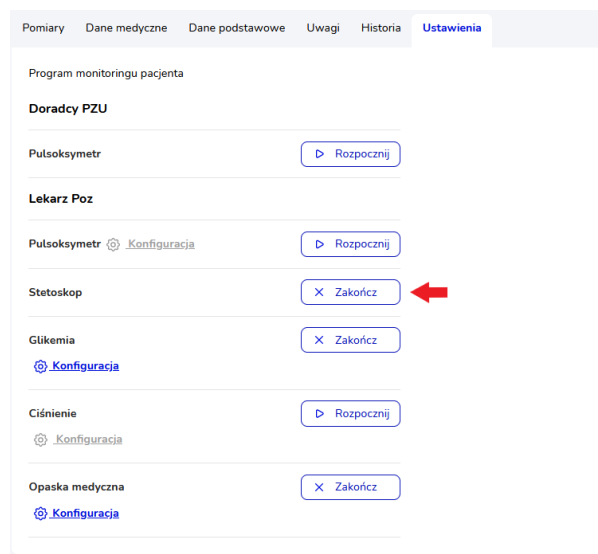 Pomiary Dane medyczne Dane podstawowe Uwagi Historia Ustawienia
Program monitoringu pacjenta
Doradcy PZU
Pulsoksymetr Rozpocznij
Lekarz Poz
Pulsoksymetr Konfiguracja Rozpocznij
Stetoskop Zakończ
Glikemia Zakończ
Konfiguracja
Ciśnienie Rozpocznij
Konfiguracja
Opaska medyczna Zakończ
Konfiguracja